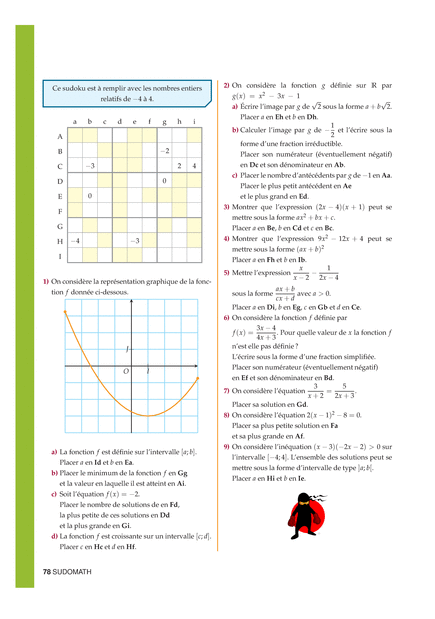 Ce sudoku est à remplir avec les nombres entiers
relatifs de −4 à 4.
a b c d e f g h i
A
B −2
C −3 2 4
D 0
E 0
F
G
H −4 −3
I
1) On considère la représentation graphique de la fonc-
tion f donnée ci-dessous.
J
O I
a) La fonction f est définie sur l'intervalle [a; b].
Placer a en Id et b en Ea.
b) Placer le minimum de la fonction f en Gg
et la valeur en laquelle il est atteint en Ai.
c) Soit l'équation f(x) = −2.
Placer le nombre de solutions de en Fd,
la plus petite de ces solutions en Dd
et la plus grande en Gi.
d) La fonction f est croissante sur un intervalle [c; d].
Placer c en Hc et d en Hf.
2) On considère la fonction g définie sur ℝ par
g(x) = x² − 3x − 1
a) Écrire l'image par g de √2 sous la forme a + b√2.
Placer a en Eh et b en Dh.
b) Calculer l'image par g de −1/2 et l'écrire sous la
forme d'une fraction irréductible.
Placer son numérateur (éventuellement négatif)
en Dc et son dénominateur en Ab.
c) Placer le nombre d'antécédents par g de −1 en Aa.
Placer le plus petit antécédent en Ae
et le plus grand en Ed.
3) Montrer que l'expression (2x − 4)(x + 1) peut se
mettre sous la forme ax² + bx + c.
Placer a en Be, b en Cd et c en Bc.
4) Montrer que l'expression 9x² − 12x + 4 peut se
mettre sous la forme (ax + b)²
Placer a en Fh et b en Ib.
5) Mettre l'expression x/(x − 2) − 1/(2x − 4)
sous la forme (ax + b)/(cx + d) avec a > 0.
Placer a en Di, b en Eg, c en Gb et d en Ce.
6) On considère la fonction f définie par
f(x) = (3x − 4)/(4x + 3). Pour quelle valeur de x la fonction f
n'est elle pas définie ?
L'écrire sous la forme d'une fraction simplifiée.
Placer son numérateur (éventuellement négatif)
en Ef et son dénominateur en Bd.
7) On considère l'équation 3/(x + 2) = 5/(2x + 3).
Placer sa solution en Gd.
8) On considère l'équation 2(x − 1)² − 8 = 0.
Placer sa plus petite solution en Fa
et sa plus grande en Af.
9) On considère l'inéquation (x − 3)(−2x − 2) > 0 sur
l'intervalle [−4; 4]. L'ensemble des solutions peut se
mettre sous la forme d'intervalle de type ]a; b[.
Placer a en Hi et b en Ie.
78 SUDOMATH